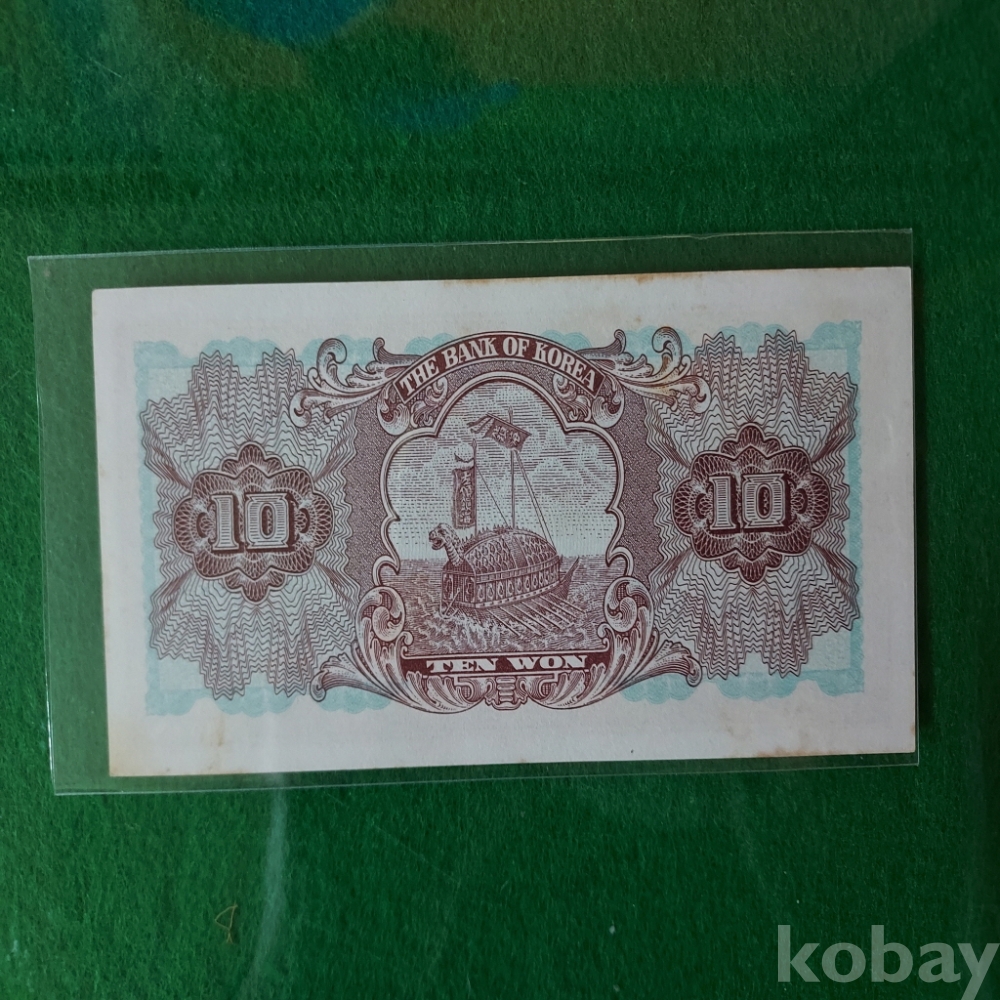 THE BANK OF KOREA
10
10
TEN WON
kobay